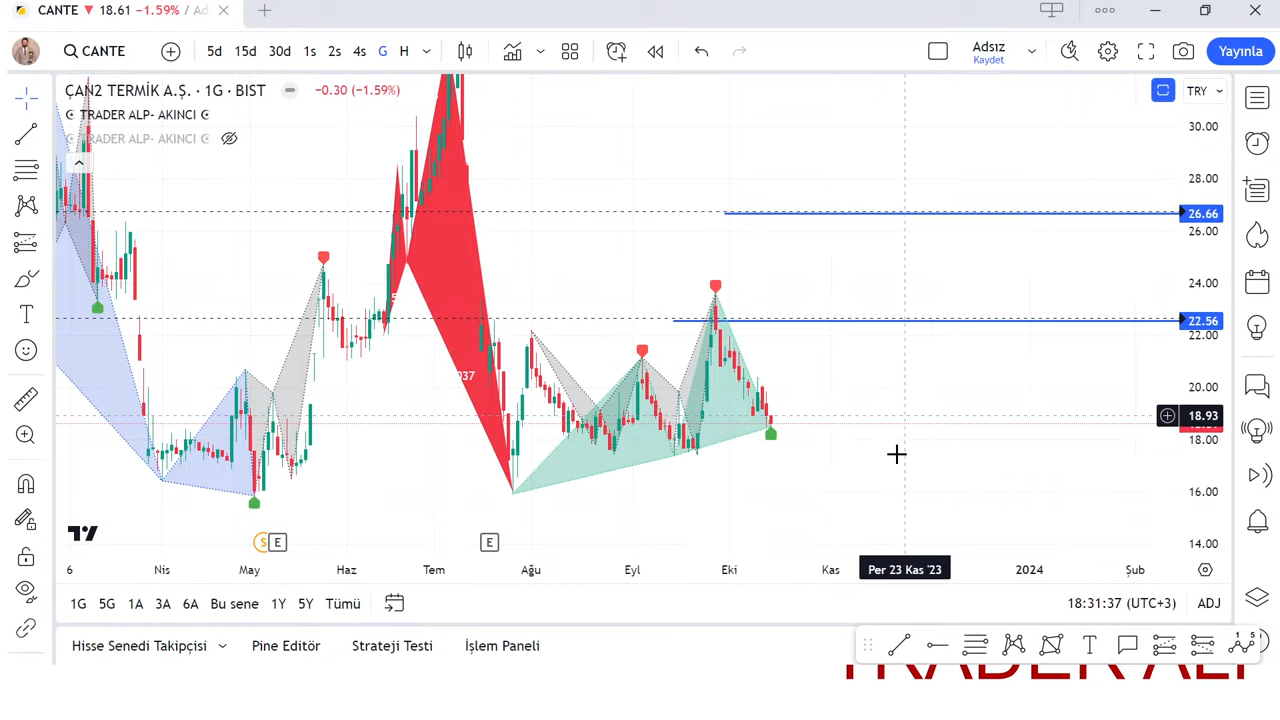 CANTE ▼ 18.61 −1.59% / Ad
CANTE 5d 15d 30d 1s 2s 4s G H Adsız Kaydet Yayınla
ÇAN2 TERMİK A.Ş. · 1G · BIST −0.30 (−1.59%) TRY
TRADER ALP- AKINCI
TRADER ALP- AKINCI
30.00
28.00
26.66
26.00
24.00
22.56
22.00
037
20.00
18.93
18.00
16.00
14.00
S E E
6 Nis May Haz Tem Ağu Eyl Eki Kas Per 23 Kas '23 2024 Şub
1G 5G 1A 3A 6A Bu sene 1Y 5Y Tümü 18:31:37 (UTC+3) ADJ
Hisse Senedi Takipçisi Pine Editör Strateji Testi İşlem Paneli
TRADER ALP